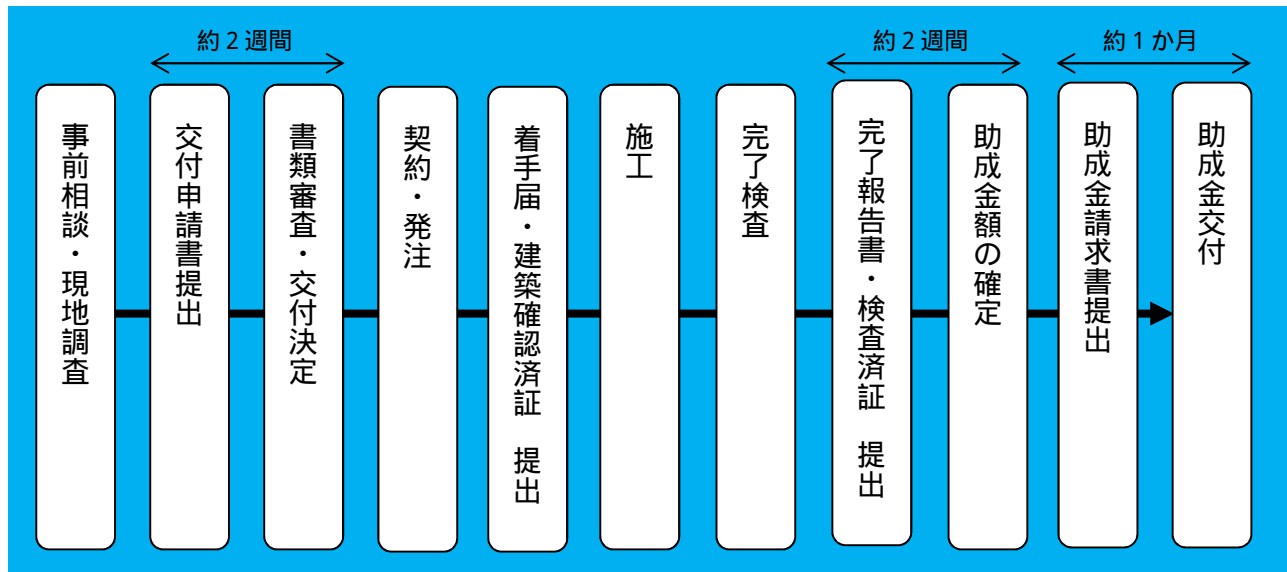 約2週間
約2週間
約1か月
事前相談・現地調査
交付申請書提出
書類審査・交付決定
契約・発注
着手届・建築確認済証　提出
施工
完了検査
完了報告書・検査済証　提出
助成金額の確定
助成金請求書提出
助成金交付